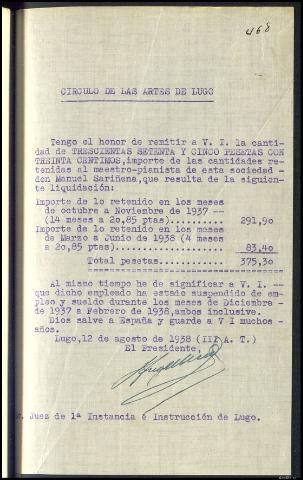 468
CIRCULO DE LAS ARTES DE LUGO
Tengo el honor de remitir a V. I. la canti-
dad de TRESCIENTAS SETENTA Y CINCO PESETAS CON
TREINTA CENTIMOS, importe de las cantidades re-
tenidas al maestro-pianista de esta sociedad -
don Manuel Sariñena, que resulta de la siguien-
te liquidación:
Importe de lo retenido en los meses
de octubre a Noviembre de 1937 --
(14 meses a 20,85 ptas).......... 291,90
Importe de lo retenido en los meses
de Marzo a Junio de 1938 (4 meses
a 20,85 ptas).................... 83,40
Total pesetas............. 375,30
Al mismo tiempo he de significar a V. I. --
que dicho empleado ha estado suspendido de em-
pleo y sueldo durante los meses de Diciembre -
de 1937 a Febrero de 1938, ambos inclusive.
Dios salve a España y guarde a V I muchos -
años.
Lugo, 12 de agosto de 1938 (III A. T.)
El Presidente,
Juez de 1ª Instancia é Instrucción de Lugo.